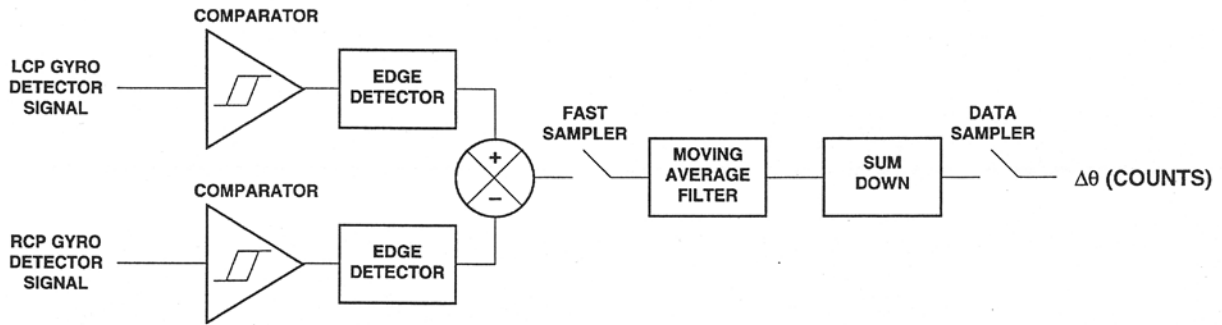 COMPARATOR
LCP GYRO
DETECTOR
SIGNAL
EDGE
DETECTOR
FAST
SAMPLER
DATA
SAMPLER
+
−
MOVING
AVERAGE
FILTER
SUM
DOWN
Δθ (COUNTS)
COMPARATOR
RCP GYRO
DETECTOR
SIGNAL
EDGE
DETECTOR